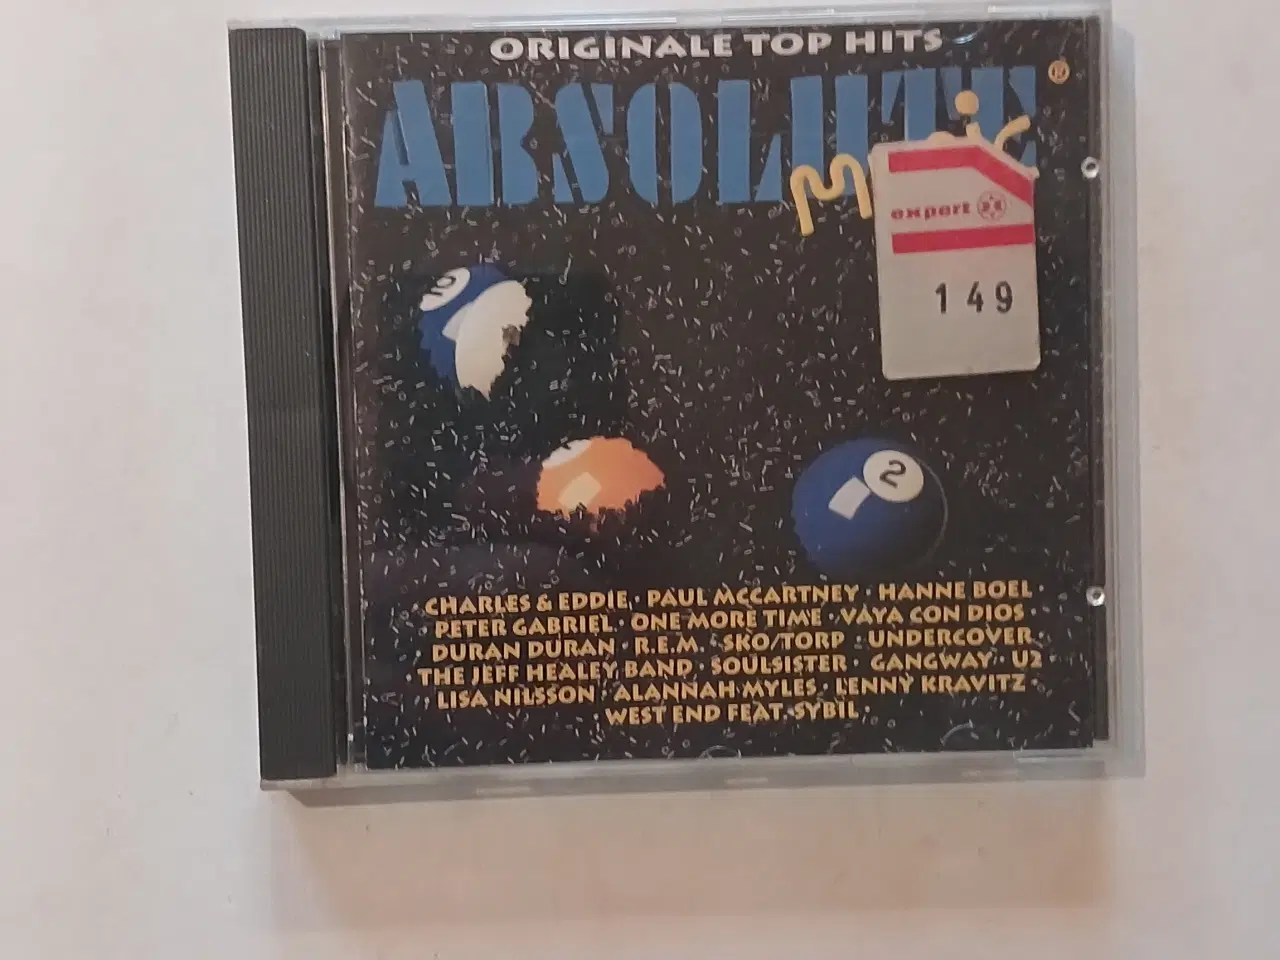 ORIGINALE TOP HITS
ABSOLUTE ®
expert
149
2
2
CHARLES & EDDIE · PAUL MCCARTNEY · HANNE BOEL
· PETER GABRIEL · ONE MORE TIME · VAYA CON DIOS ·
DURAN DURAN · R.E.M. · SKO/TORP · UNDERCOVER ·
· THE JEFF HEALEY BAND · SOULSISTER · GANGWAY · U2 ·
LISA NILSSON · ALANNAH MYLES · LENNY KRAVITZ ·
· WEST END FEAT. SYBIL ·